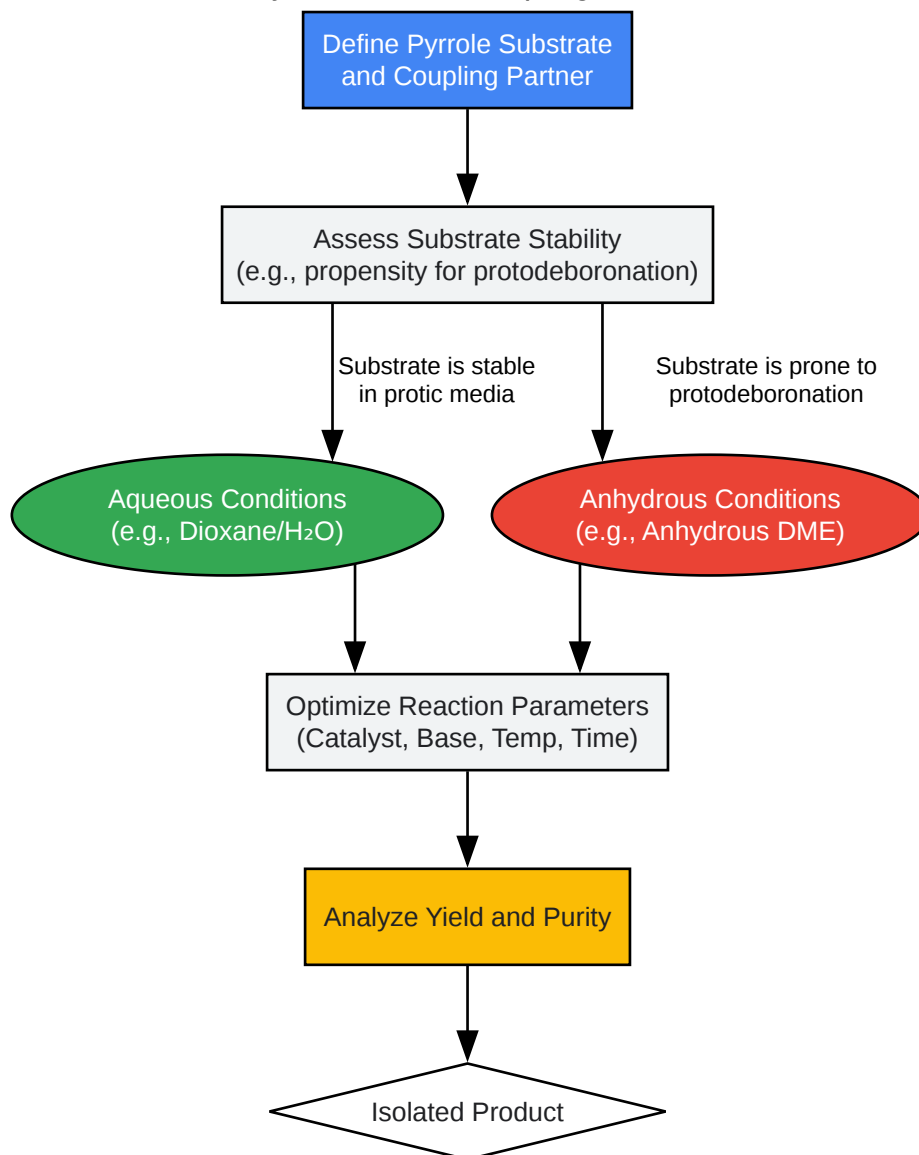 Define Pyrrole Substrate
and Coupling Partner
Assess Substrate Stability
(e.g., propensity for protodeboronation)
Substrate is stable
in protic media
Substrate is prone to
protodeboronation
Aqueous Conditions
(e.g., Dioxane/H₂O)
Anhydrous Conditions
(e.g., Anhydrous DME)
Optimize Reaction Parameters
(Catalyst, Base, Temp, Time)
Analyze Yield and Purity
Isolated Product